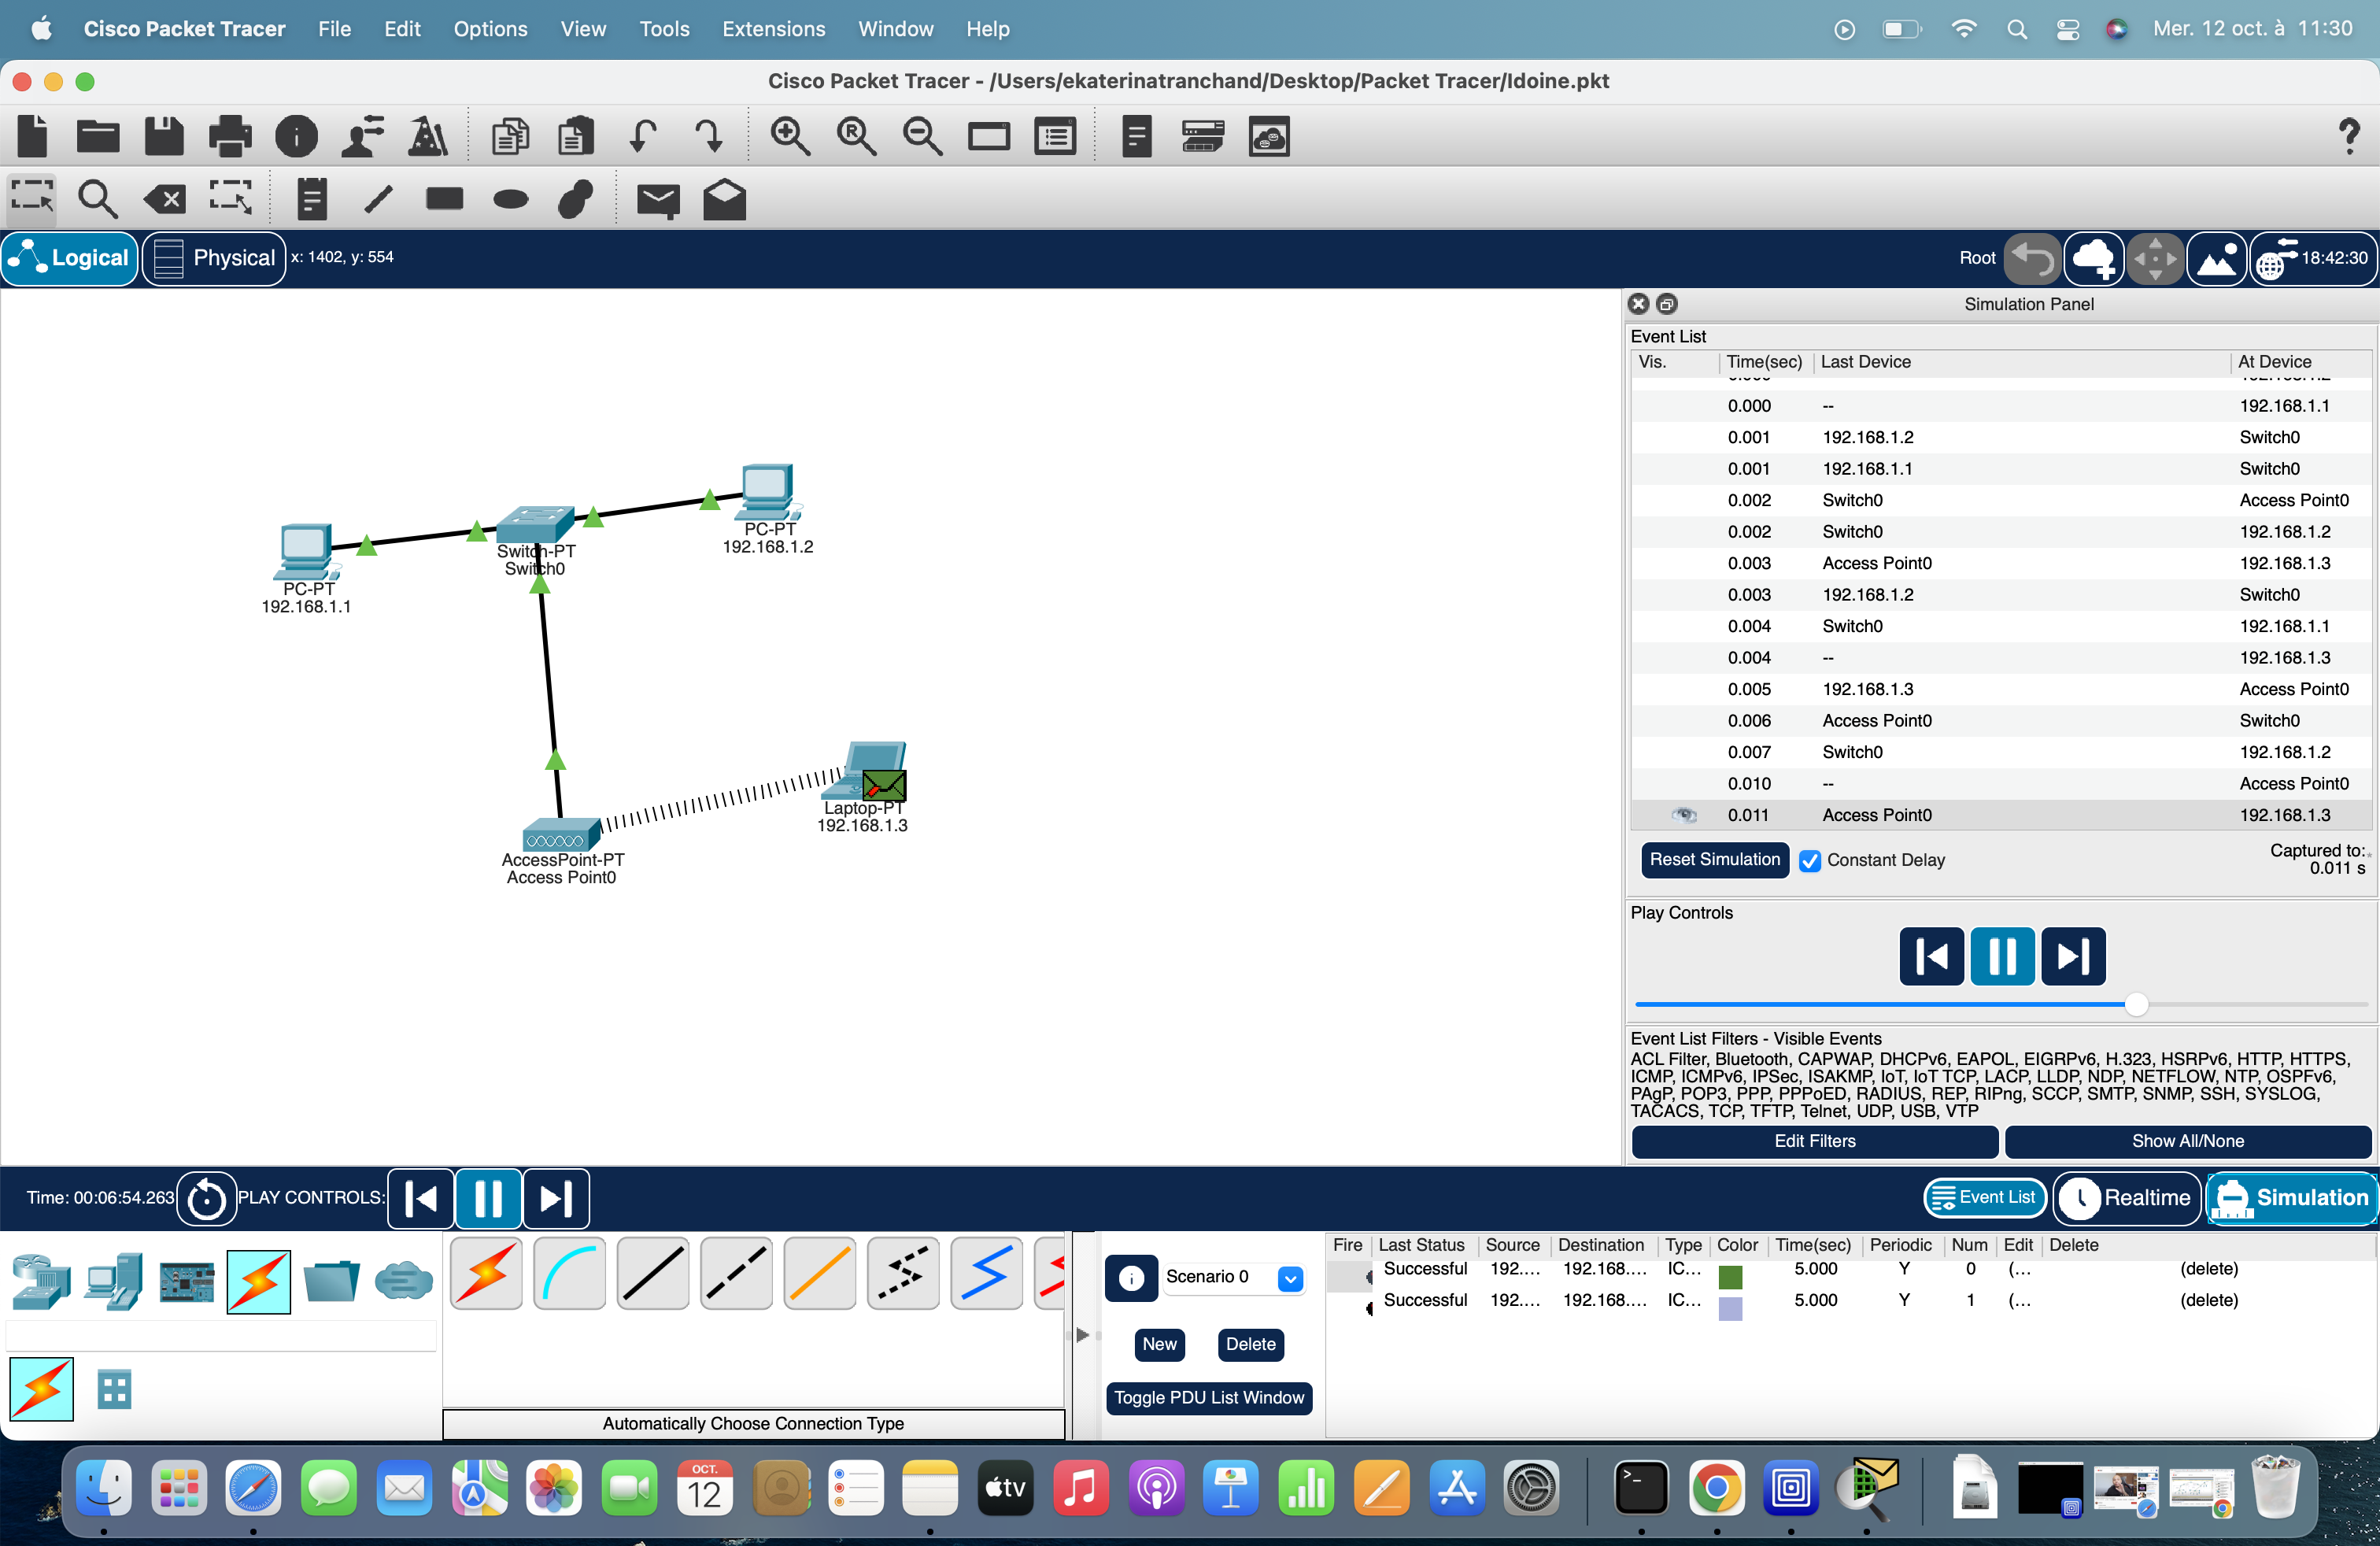 Cisco Packet Tracer File Edit Options View Tools Extensions Window Help Mer. 12 oct. à 11:30
Cisco Packet Tracer - /Users/ekaterinatranchand/Desktop/Packet Tracer/Idoine.pkt
Logical Physical x: 1402, y: 554 Root 18:42:30
Simulation Panel
Event List
Vis. Time(sec) Last Device At Device
0.000 -- 192.168.1.1
0.001 192.168.1.2 Switch0
0.001 192.168.1.1 Switch0
0.002 Switch0 Access Point0
0.002 Switch0 192.168.1.2
0.003 Access Point0 192.168.1.3
0.003 192.168.1.2 Switch0
0.004 Switch0 192.168.1.1
0.004 -- 192.168.1.3
0.005 192.168.1.3 Access Point0
0.006 Access Point0 Switch0
0.007 Switch0 192.168.1.2
0.010 -- Access Point0
0.011 Access Point0 192.168.1.3
Reset Simulation Constant Delay Captured to:
0.011 s
Play Controls
Event List Filters - Visible Events
ACL Filter, Bluetooth, CAPWAP, DHCPv6, EAPOL, EIGRPv6, H.323, HSRPv6, HTTP, HTTPS,
ICMP, ICMPv6, IPSec, ISAKMP, IoT, IoT TCP, LACP, LLDP, NDP, NETFLOW, NTP, OSPFv6,
PAgP, POP3, PPP, PPPoED, RADIUS, REP, RIPng, SCCP, SMTP, SNMP, SSH, SYSLOG,
TACACS, TCP, TFTP, Telnet, UDP, USB, VTP
Edit Filters Show All/None
PC-PT
192.168.1.1
Switch-PT
Switch0
PC-PT
192.168.1.2
Laptop-PT
192.168.1.3
AccessPoint-PT
Access Point0
Time: 00:06:54.263 PLAY CONTROLS: Event List Realtime Simulation
Automatically Choose Connection Type
Scenario 0
New Delete
Toggle PDU List Window
Fire Last Status Source Destination Type Color Time(sec) Periodic Num Edit Delete
Successful 192.... 192.168.... IC... 5.000 Y 0 (... (delete)
Successful 192.... 192.168.... IC... 5.000 Y 1 (... (delete)
OCT.
12
tv